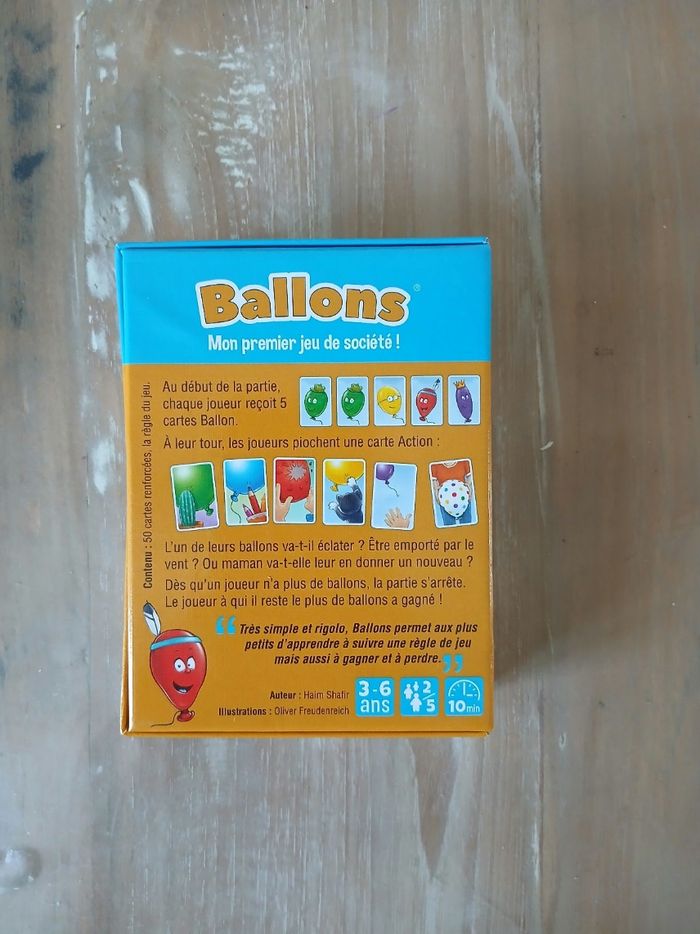 Ballons®
Mon premier jeu de société !
Au début de la partie,
chaque joueur reçoit 5
cartes Ballon.
À leur tour, les joueurs piochent une carte Action :
L'un de leurs ballons va-t-il éclater ? Être emporté par le
vent ? Ou maman va-t-elle leur en donner un nouveau ?
Dès qu'un joueur n'a plus de ballons, la partie s'arrête.
Le joueur à qui il reste le plus de ballons a gagné !
“ Très simple et rigolo, Ballons permet aux plus
petits d'apprendre à suivre une règle de jeu
mais aussi à gagner et à perdre. ”
Auteur : Haim Shafir
Illustrations : Oliver Freudenreich
3-6
ans
2
5
10 min
Contenu : 50 cartes renforcées, la règle du jeu.